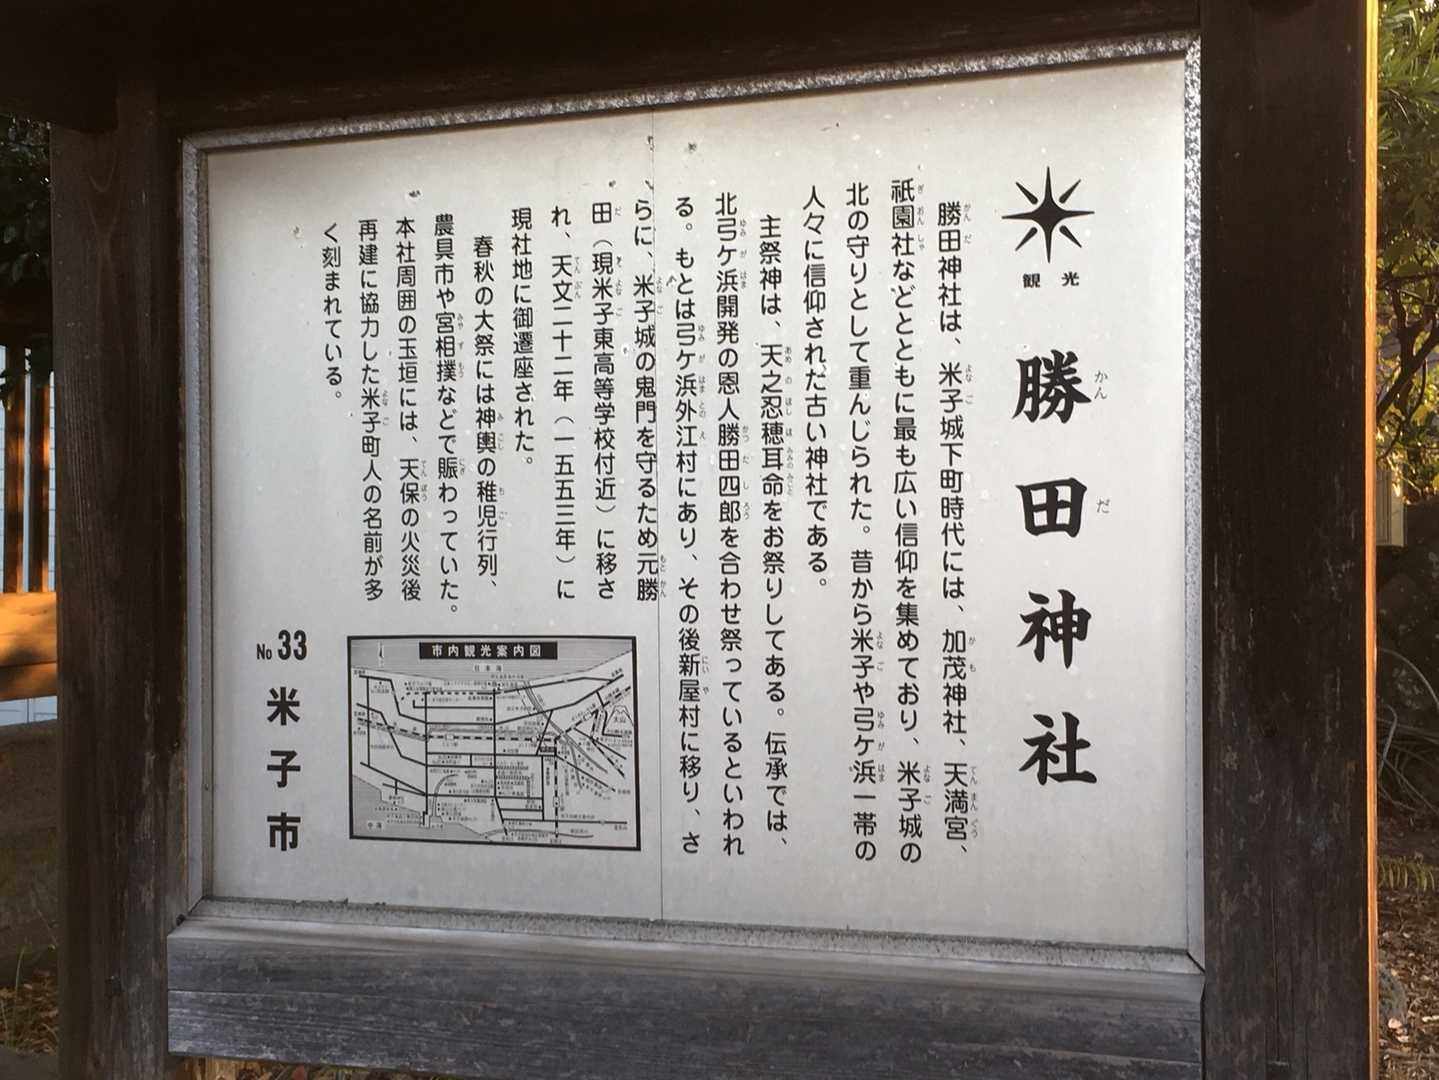 観光
勝田神社
かんだ
勝田神社は、米子城下町時代には、加茂神社、天満宮、
祇園社などとともに最も広い信仰を集めており、米子城の
北の守りとして重んじられた。昔から米子や弓ケ浜一帯の
人々に信仰された古い神社である。
主祭神は、天之忍穂耳命をお祭りしてある。伝承では、
北弓ケ浜開発の恩人勝田四郎を合わせ祭っているといわれ
る。もとは弓ケ浜外江村にあり、その後新屋村に移り、さ
らに、米子城の鬼門を守るため元勝
田（現米子東高等学校付近）に移さ
れ、天文二十二年（一五五三年）に
現社地に御遷座された。
春秋の大祭には神輿の稚児行列、
農具市や宮相撲などで賑わっていた。
本社周囲の玉垣には、天保の火災後
再建に協力した米子町人の名前が多
く刻まれている。
市内観光案内図
日本海
大山
中海
No 33
米子市